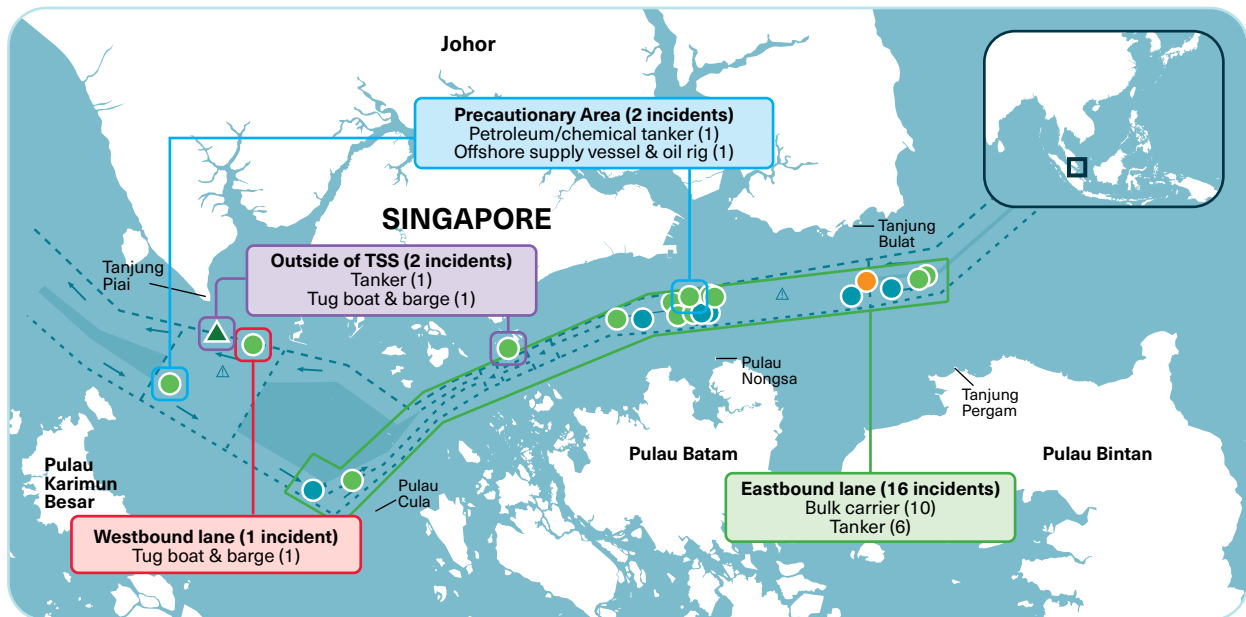 Johor
Precautionary Area (2 incidents)
Petroleum/chemical tanker (1)
Offshore supply vessel & oil rig (1)
SINGAPORE
Tanjung
Bulat
Outside of TSS (2 incidents)
Tanker (1)
Tug boat & barge (1)
Tanjung
Piai
Pulau
Nongsa
Tanjung
Pergam
Pulau Batam
Pulau Bintan
Pulau
Karimun
Besar
Pulau
Cula
Eastbound lane (16 incidents)
Bulk carrier (10)
Tanker (6)
Westbound lane (1 incident)
Tug boat & barge (1)